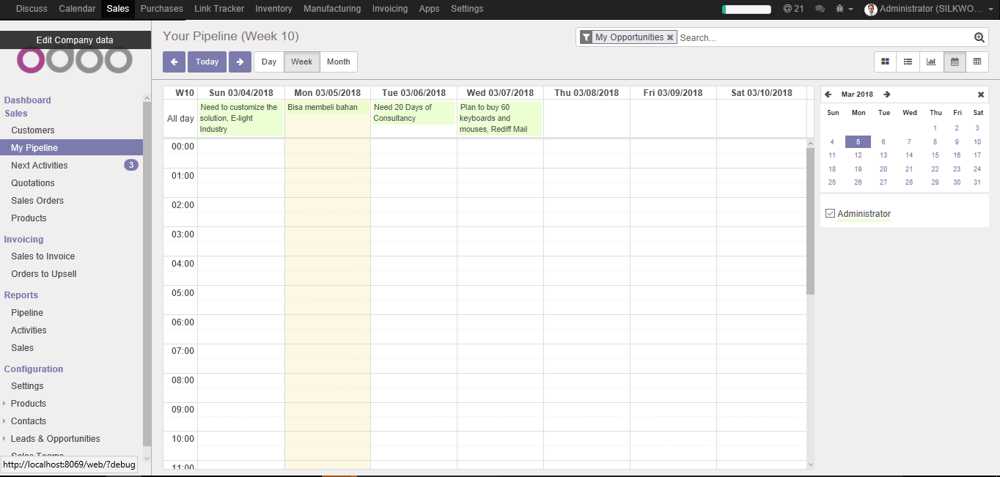 Discuss Calendar Sales Purchases Link Tracker Inventory Manufacturing Invoicing Apps Settings @ 21 Administrator (SILKWO...
Edit Company data
odoo
Dashboard
Sales
Customers
My Pipeline
Next Activities 3
Quotations
Sales Orders
Products
Invoicing
Sales to Invoice
Orders to Upsell
Reports
Pipeline
Activities
Sales
Configuration
Settings
Products
Contacts
Leads & Opportunities
Sales Teams
http://localhost:8069/web/?debug
Your Pipeline (Week 10)
My Opportunities Search...
Today Day Week Month
W10 Sun 03/04/2018 Mon 03/05/2018 Tue 03/06/2018 Wed 03/07/2018 Thu 03/08/2018 Fri 03/09/2018 Sat 03/10/2018
All day
Need to customize the
solution, E-light
Industry
Bisa membeli bahan
Need 20 Days of
Consultancy
Plan to buy 60
keyboards and
mouses, Rediff Mail
00:00
01:00
02:00
03:00
04:00
05:00
06:00
07:00
08:00
09:00
10:00
11:00
Mar 2018
Sun Mon Tue Wed Thu Fri Sat
1 2 3
4 5 6 7 8 9 10
11 12 13 14 15 16 17
18 19 20 21 22 23 24
25 26 27 28 29 30 31
Administrator